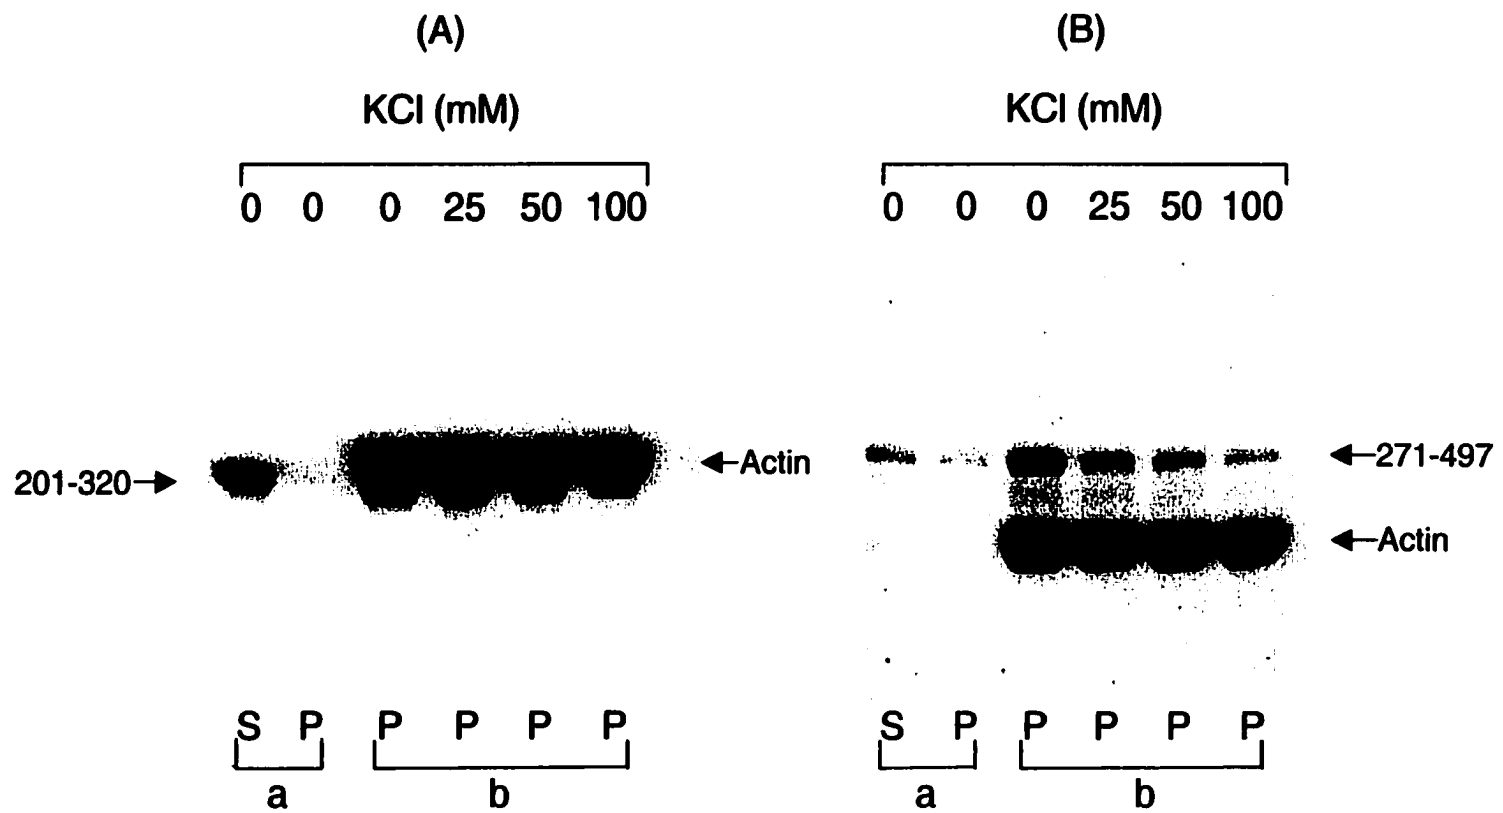 (A)
KCl (mM)
0 0 0 25 50 100
201-320
Actin
S P P P P P
a b
(B)
KCl (mM)
0 0 0 25 50 100
271-497
Actin
S P P P P P
a b